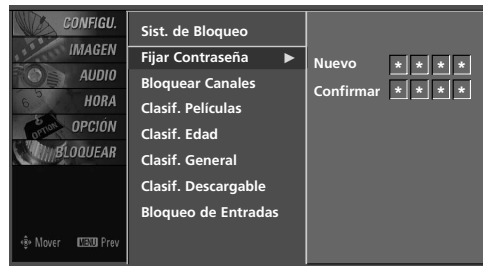 CONFIGU.
IMAGEN
AUDIO
HORA
OPCIÓN
BLOQUEAR
Mover MENU Prev
Sist. de Bloqueo
Fijar Contraseña ►
Bloquear Canales
Clasif. Películas
Clasif. Edad
Clasif. General
Clasif. Descargable
Bloqueo de Entradas
Nuevo * * * *
Confirmar * * * *